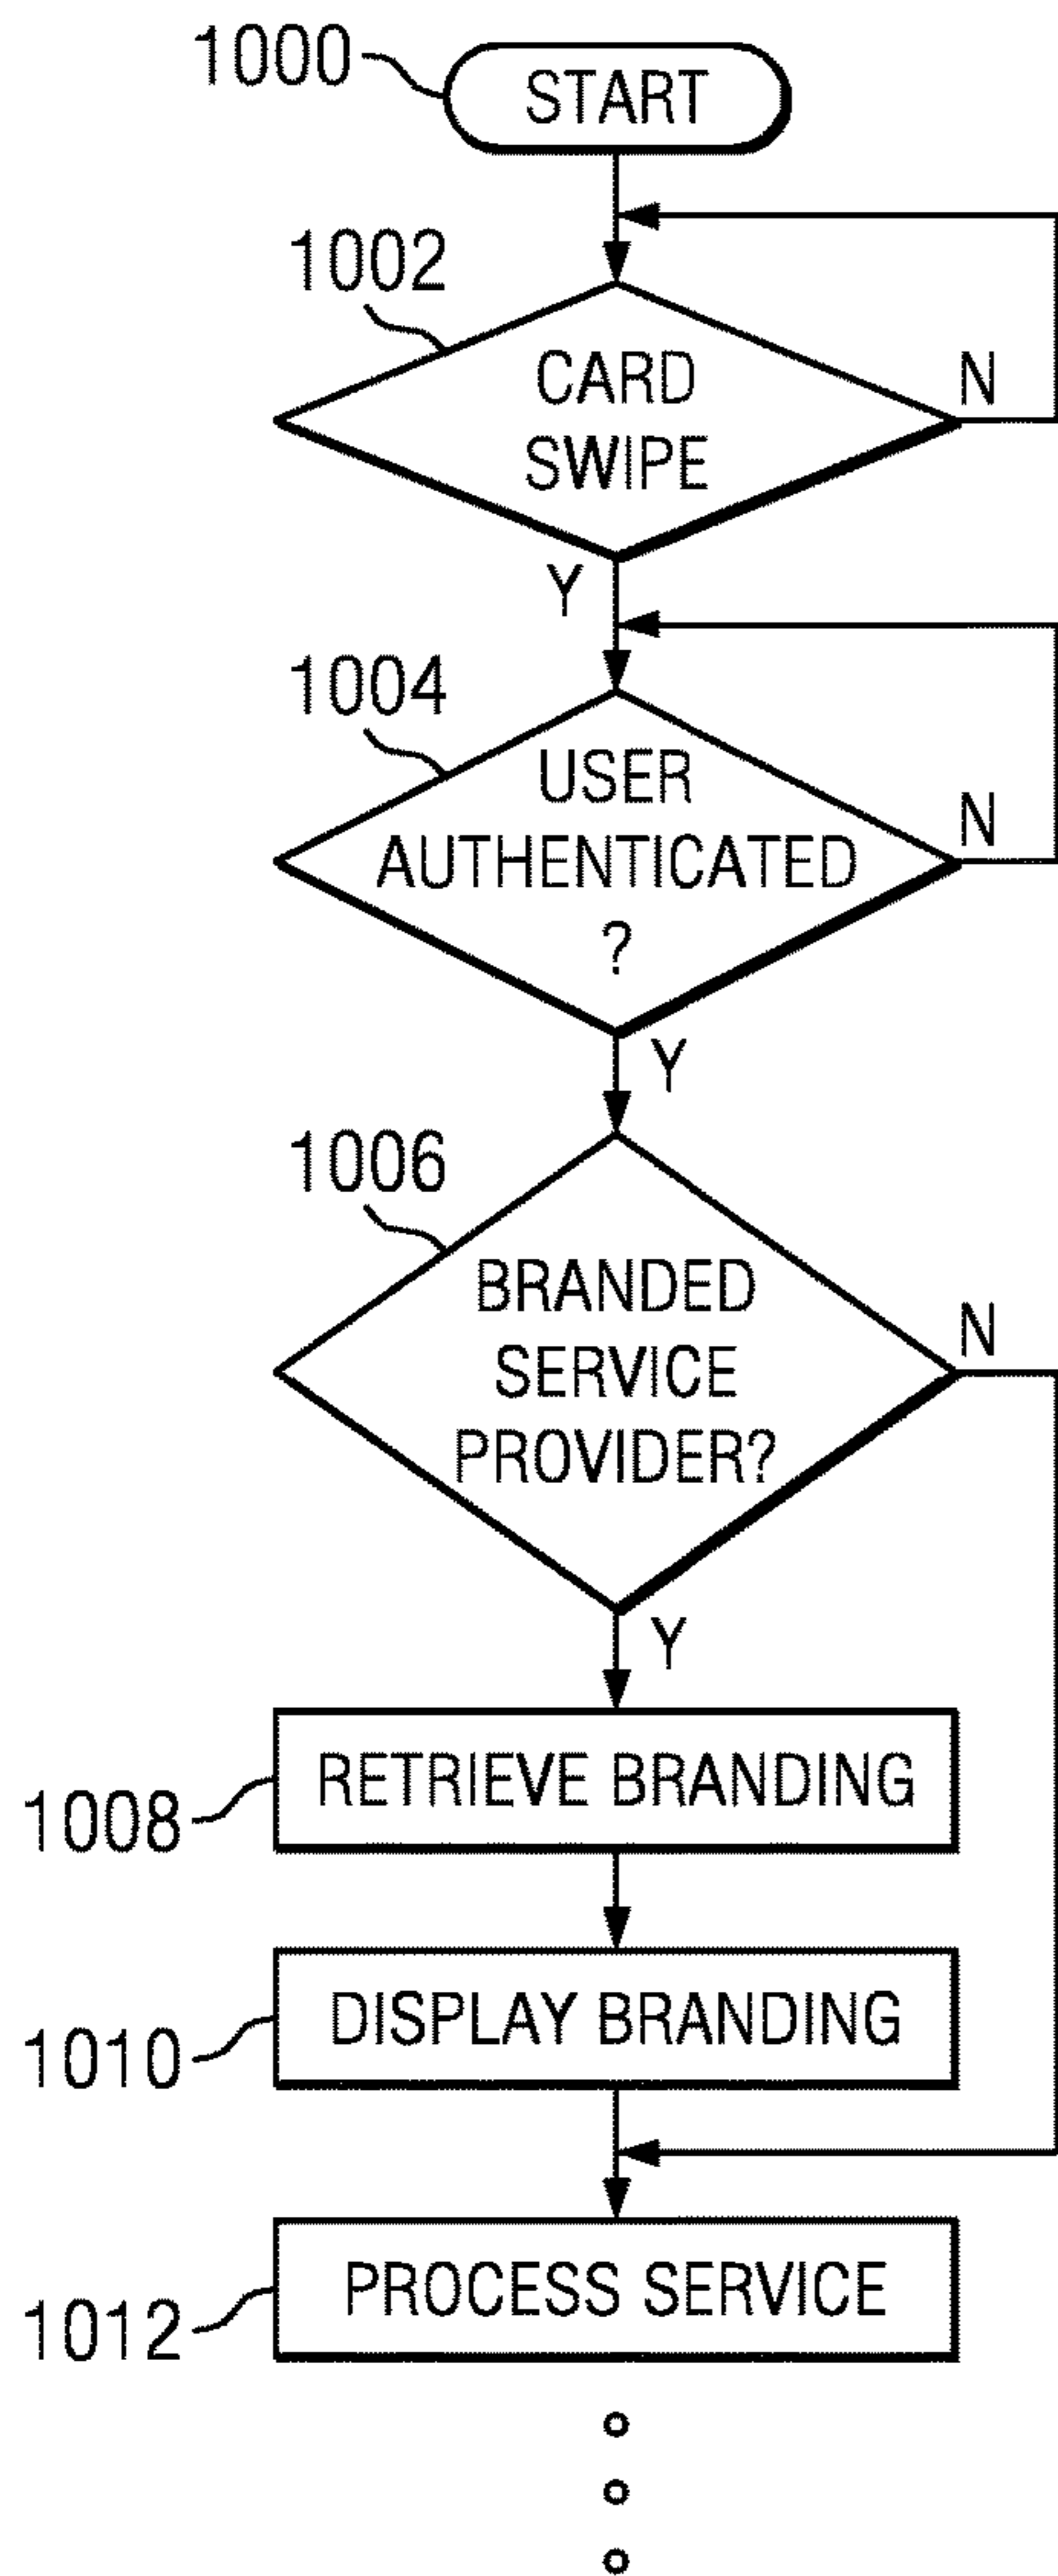 1000
START
1002
CARD
SWIPE
N
Y
1004
USER
AUTHENTICATED
?
N
Y
1006
BRANDED
SERVICE
PROVIDER?
N
Y
RETRIEVE BRANDING
1008
DISPLAY BRANDING
1010
PROCESS SERVICE
1012